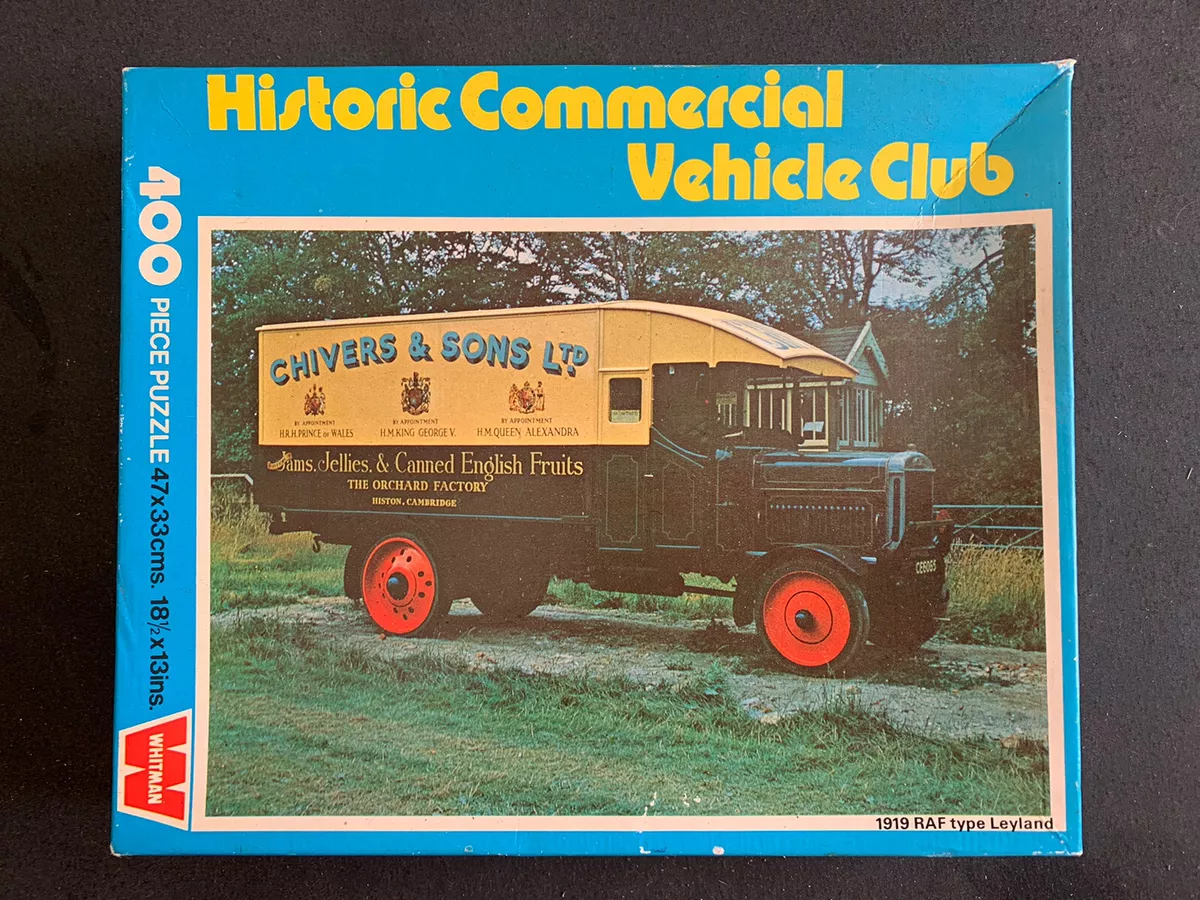 Historic Commercial
Vehicle Club
400 PIECE PUZZLE 47x33cms. 18½x13ins.
WHITMAN
CHIVERS & SONS LTD
BY APPOINTMENT
H.R.H. PRINCE OF WALES
BY APPOINTMENT
H.M. KING GEORGE V.
BY APPOINTMENT
H.M. QUEEN ALEXANDRA
Jams, Jellies, & Canned English Fruits
THE ORCHARD FACTORY
HISTON, CAMBRIDGE
CE6065
1919 RAF type Leyland